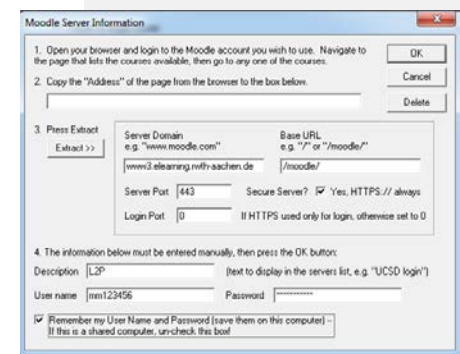 Moodle Server Information
1. Open your browser and login to the Moodle account you wish to use. Navigate to
the page that lists the courses available, then go to any one of the courses.
2. Copy the "Address" of the page from the browser to the box below.
OK
Cancel
Delete
3. Press Extract
Extract >>
Server Domain
e.g. "www.moodle.com"
Base URL
e.g. "/" or "/moodle/"
www3.elearning.rwth-aachen.de
/moodle/
Server Port 443 Secure Server? Yes, HTTPS:// always
Login Port 0 If HTTPS used only for login, otherwise set to 0
4. The information below must be entered manually, then press the OK button:
Description L2P (text to display in the servers list, e.g. "UCSD login")
User name mm123456 Password ***********
Remember my User Name and Password (save them on this computer) --
If this is a shared computer, un-check this box!